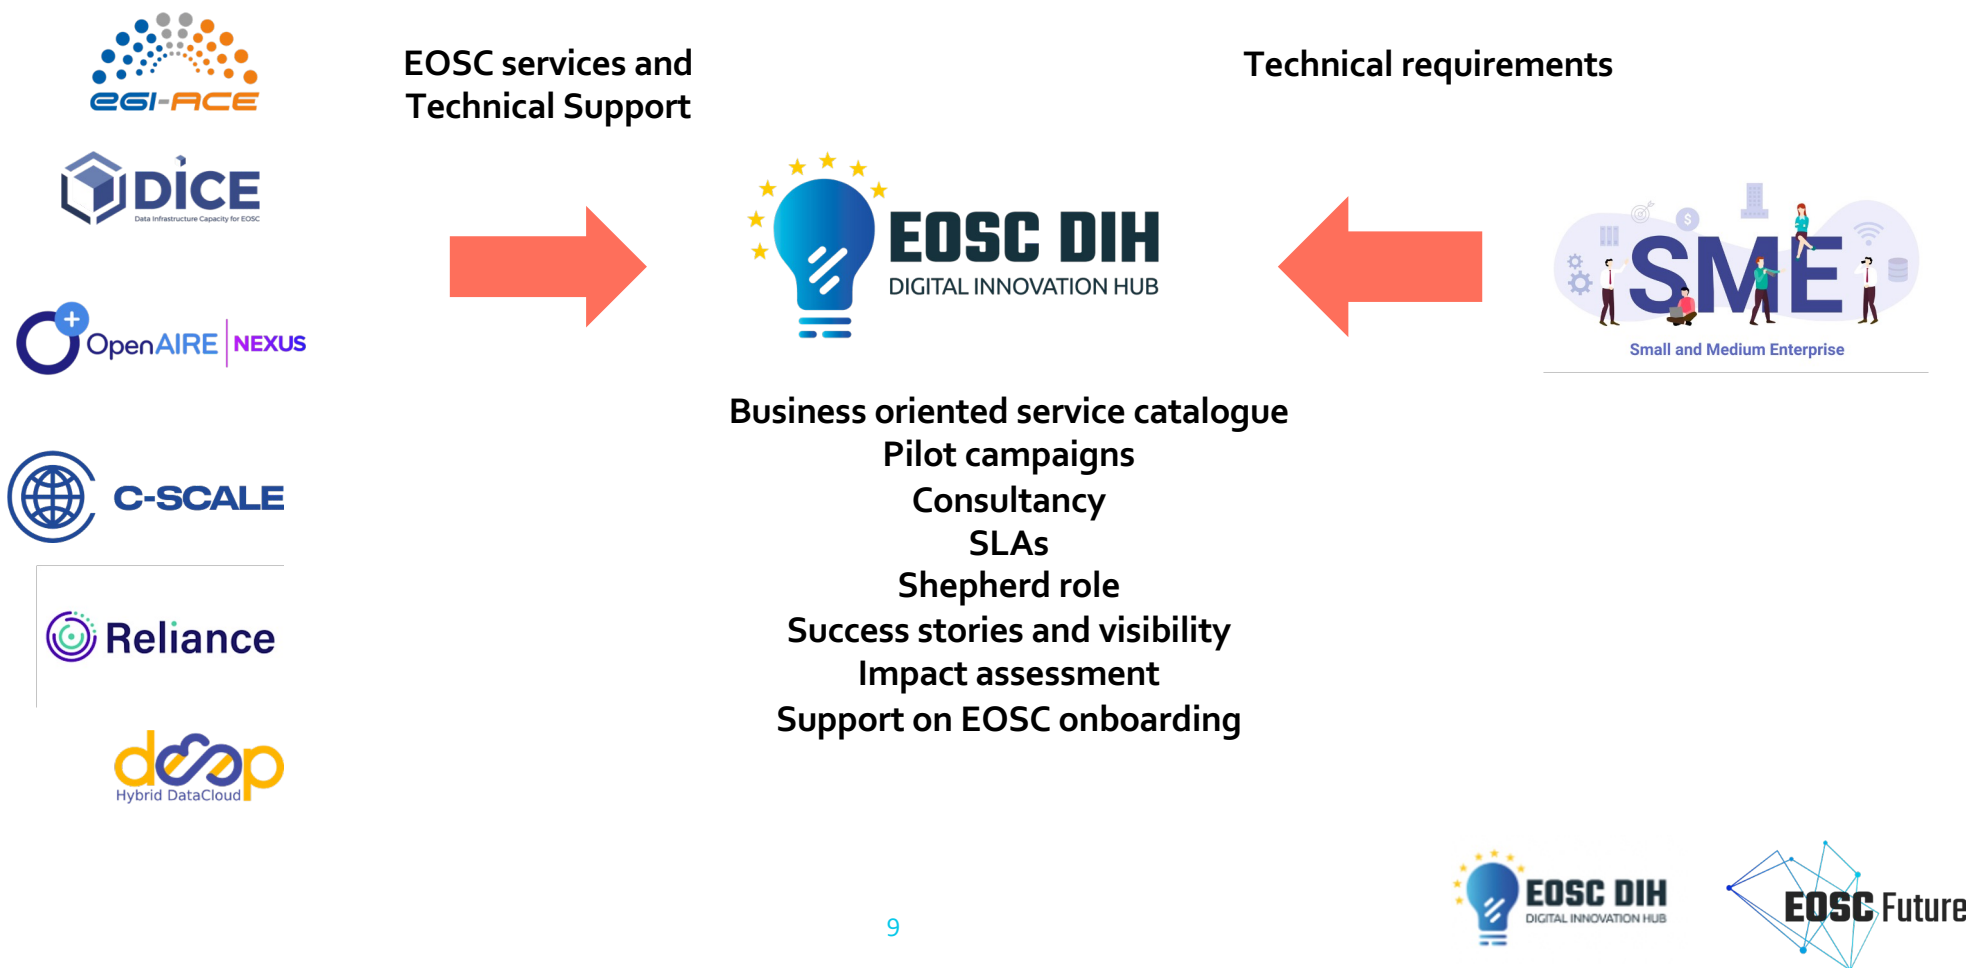 EGI-ACE
EOSC services and
Technical Support
Technical requirements
DICE
Data Infrastructure Capacity for EOSC
EOSC DIH
DIGITAL INNOVATION HUB
$
SME
Small and Medium Enterprise
+
OpenAIRE | NEXUS
Business oriented service catalogue
Pilot campaigns
Consultancy
SLAs
Shepherd role
Success stories and visibility
Impact assessment
Support on EOSC onboarding
C-SCALE
Reliance
deep
Hybrid DataCloud
9
EOSC DIH
DIGITAL INNOVATION HUB
EOSC Future